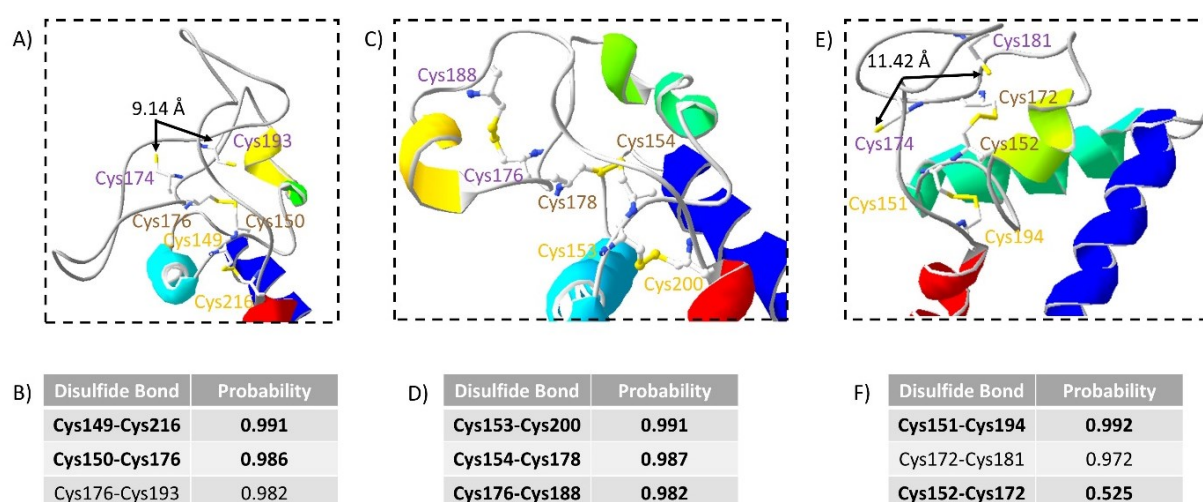 A)
9.14 Å
Cys193
Cys174
Cys176
Cys150
Cys149
Cys216
C)
Cys188
Cys154
Cys176
Cys178
Cys153
Cys200
E)
Cys181
11.42 Å
Cys172
Cys174
Cys152
Cys151
Cys194
B)
Disulfide Bond Probability
Cys149-Cys216 0.991
Cys150-Cys176 0.986
Cys176-Cys193 0.982
D)
Disulfide Bond Probability
Cys153-Cys200 0.991
Cys154-Cys178 0.987
Cys176-Cys188 0.982
F)
Disulfide Bond Probability
Cys151-Cys194 0.992
Cys172-Cys181 0.972
Cys152-Cys172 0.525